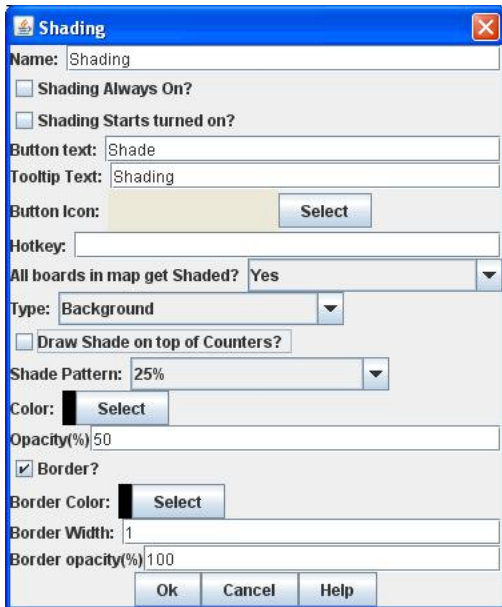 Shading
Name: Shading
Shading Always On?
Shading Starts turned on?
Button text: Shade
Tooltip Text: Shading
Button Icon: Select
Hotkey:
All boards in map get Shaded? Yes
Type: Background
Draw Shade on top of Counters?
Shade Pattern: 25%
Color: Select
Opacity(%) 50
Border?
Border Color: Select
Border Width: 1
Border opacity(%) 100
Ok Cancel Help